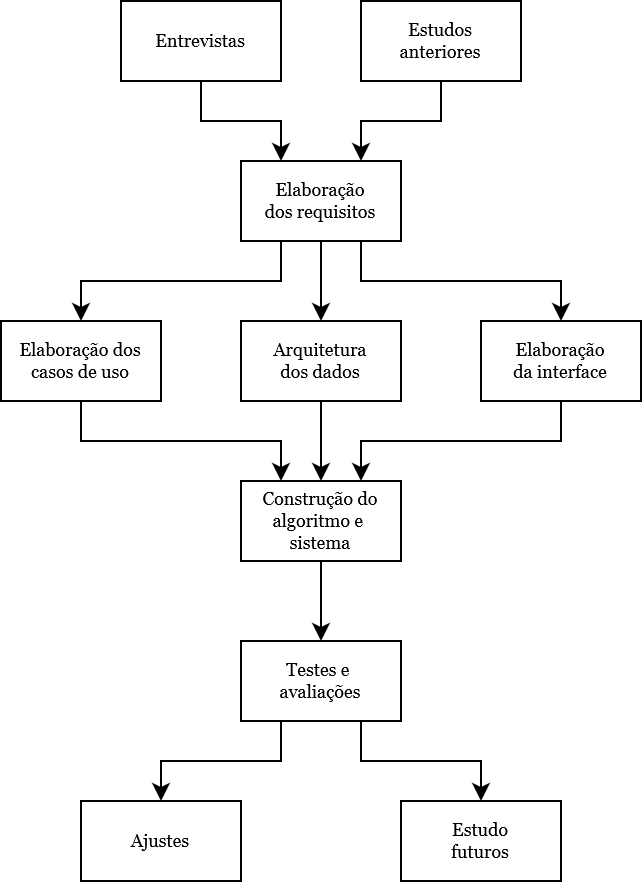 Entrevistas
Estudos
anteriores
Elaboração
dos requisitos
Elaboração dos
casos de uso
Arquitetura
dos dados
Elaboração
da interface
Construção do
algoritmo e
sistema
Testes e
avaliações
Ajustes
Estudo
futuros